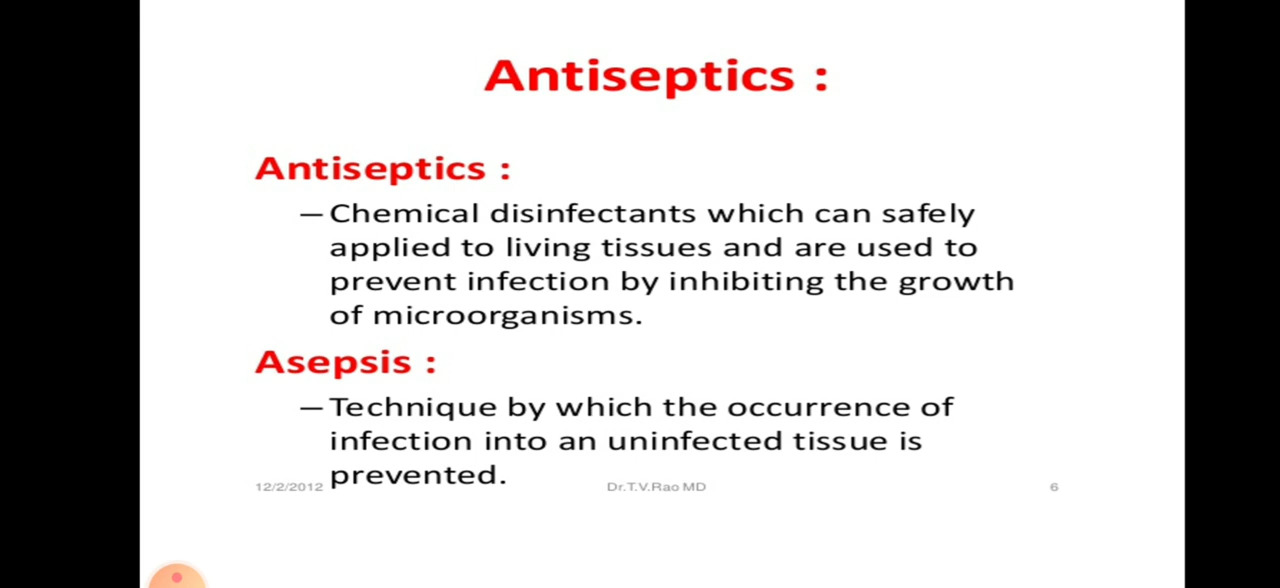 Antiseptics :
Antiseptics :
– Chemical disinfectants which can safely
applied to living tissues and are used to
prevent infection by inhibiting the growth
of microorganisms.
Asepsis :
– Technique by which the occurrence of
infection into an uninfected tissue is
prevented.
12/2/2012 Dr.T.V.Rao MD 6